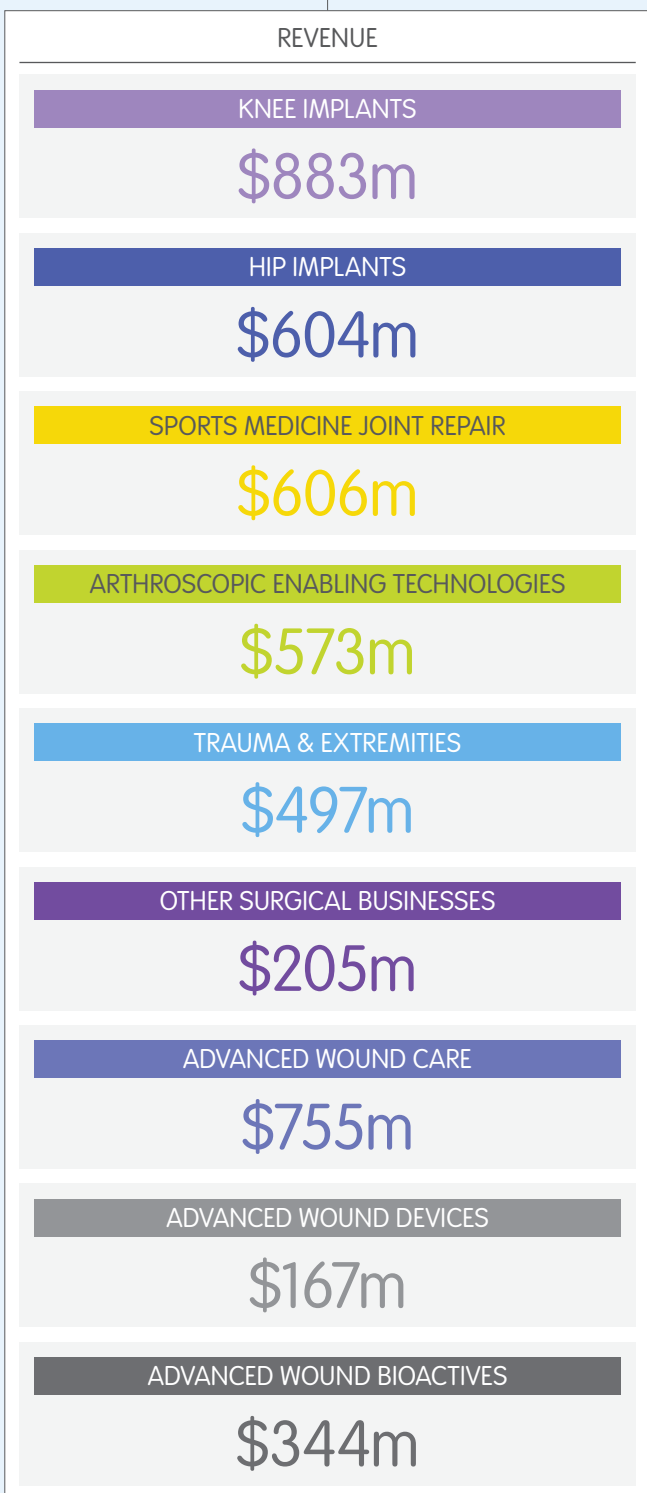 REVENUE
KNEE IMPLANTS
$883m
HIP IMPLANTS
$604m
SPORTS MEDICINE JOINT REPAIR
$606m
ARTHROSCOPIC ENABLING TECHNOLOGIES
$573m
TRAUMA & EXTREMITIES
$497m
OTHER SURGICAL BUSINESSES
$205m
ADVANCED WOUND CARE
$755m
ADVANCED WOUND DEVICES
$167m
ADVANCED WOUND BIOACTIVES
$344m